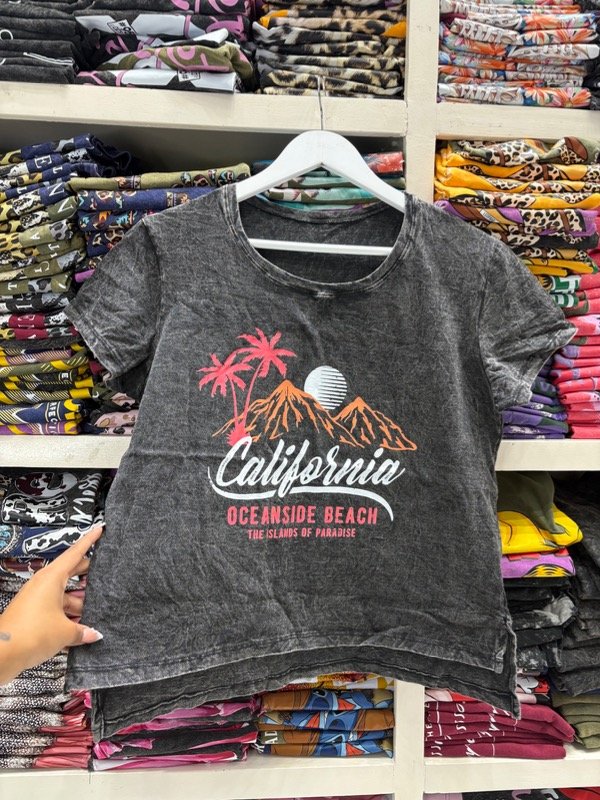 California
OCEANSIDE BEACH
THE ISLANDS OF PARADISE